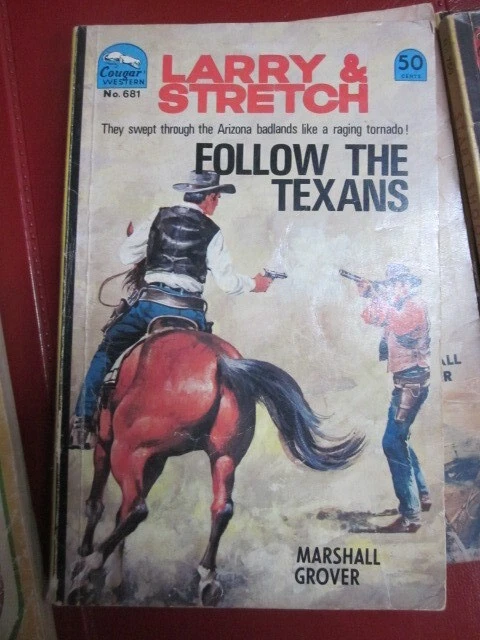 Cougar
WESTERN
No. 681
LARRY &
STRETCH
50
CENTS
They swept through the Arizona badlands like a raging tornado!
FOLLOW THE
TEXANS
MARSHALL
GROVER
ALL
R